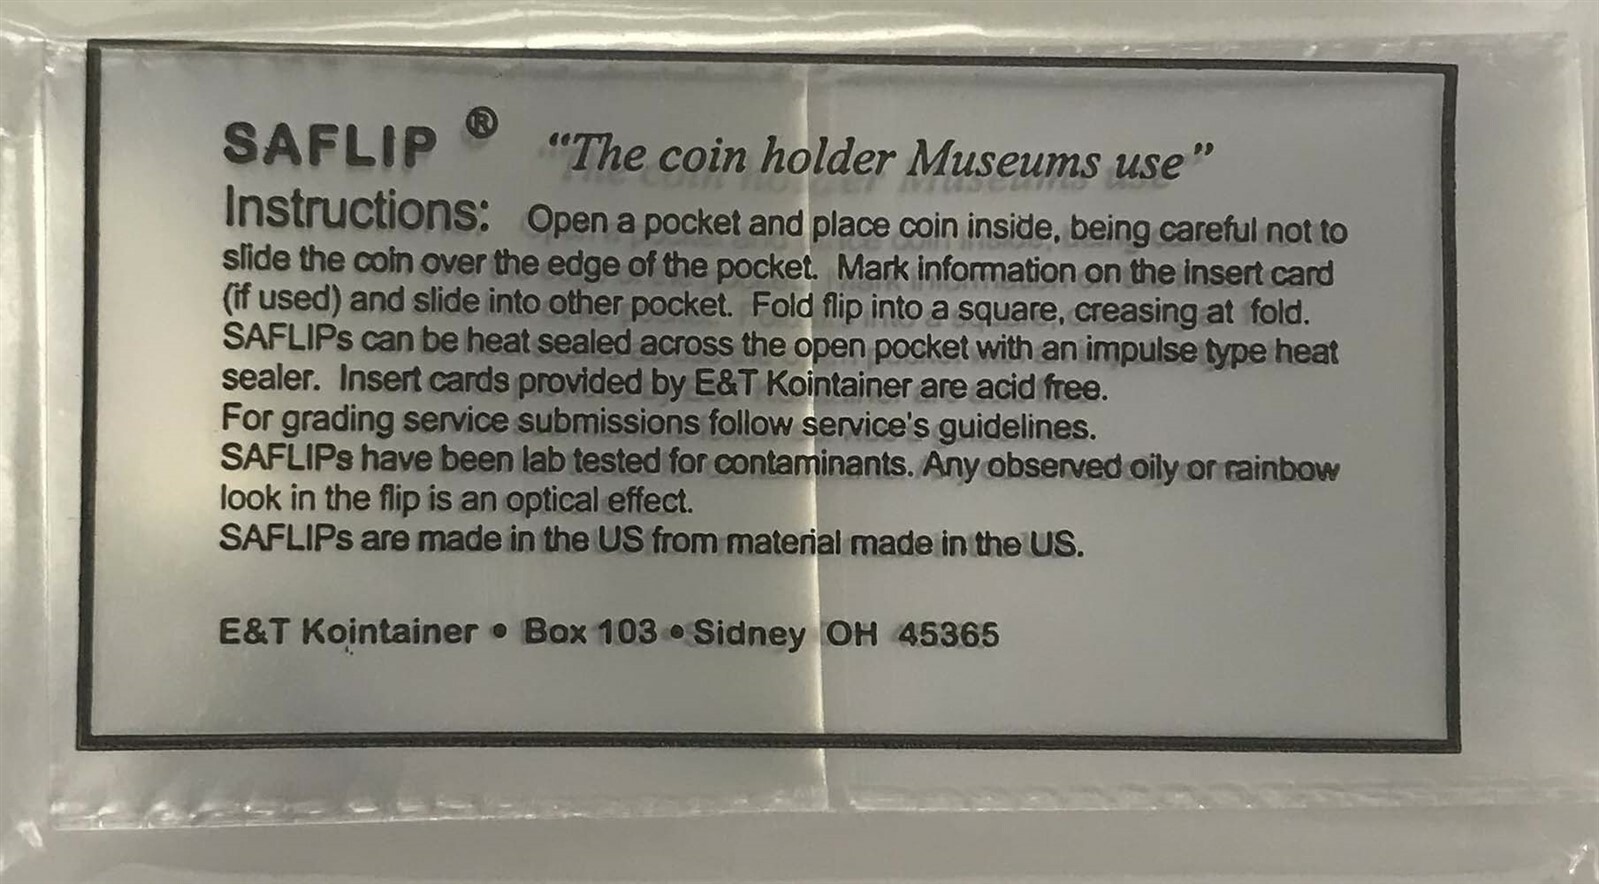 SAFLIP ® “The coin holder Museums use”
Instructions: Open a pocket and place coin inside, being careful not to
slide the coin over the edge of the pocket. Mark information on the insert card
(if used) and slide into other pocket. Fold flip into a square, creasing at fold.
SAFLIPs can be heat sealed across the open pocket with an impulse type heat
sealer. Insert cards provided by E&T Kointainer are acid free.
For grading service submissions follow service's guidelines.
SAFLIPs have been lab tested for contaminants. Any observed oily or rainbow
look in the flip is an optical effect.
SAFLIPs are made in the US from material made in the US.
E&T Kointainer • Box 103 • Sidney OH 45365